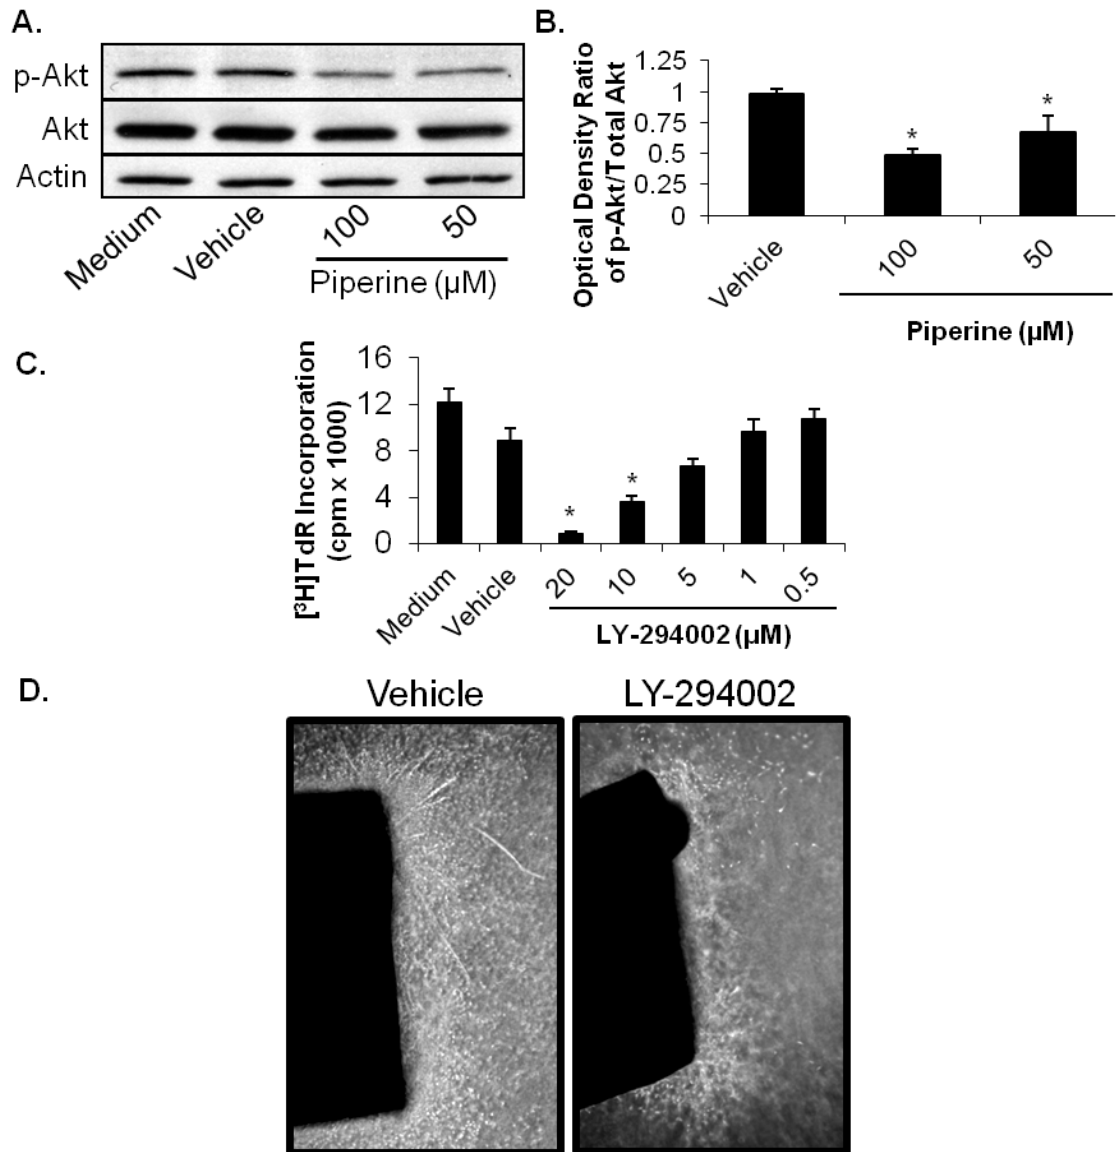 A.
p-Akt
Akt
Actin
Medium
Vehicle
100
50
Piperine (µM)
B.
Optical Density Ratio
of p-Akt/Total Akt
1.25
1
0.75
0.5
0.25
0
*
*
Vehicle
100
50
Piperine (µM)
C.
[³H]TdR Incorporation
(cpm x 1000)
16
12
8
4
0
*
*
Medium
Vehicle
20
10
5
1
0.5
LY-294002 (µM)
D.
Vehicle
LY-294002